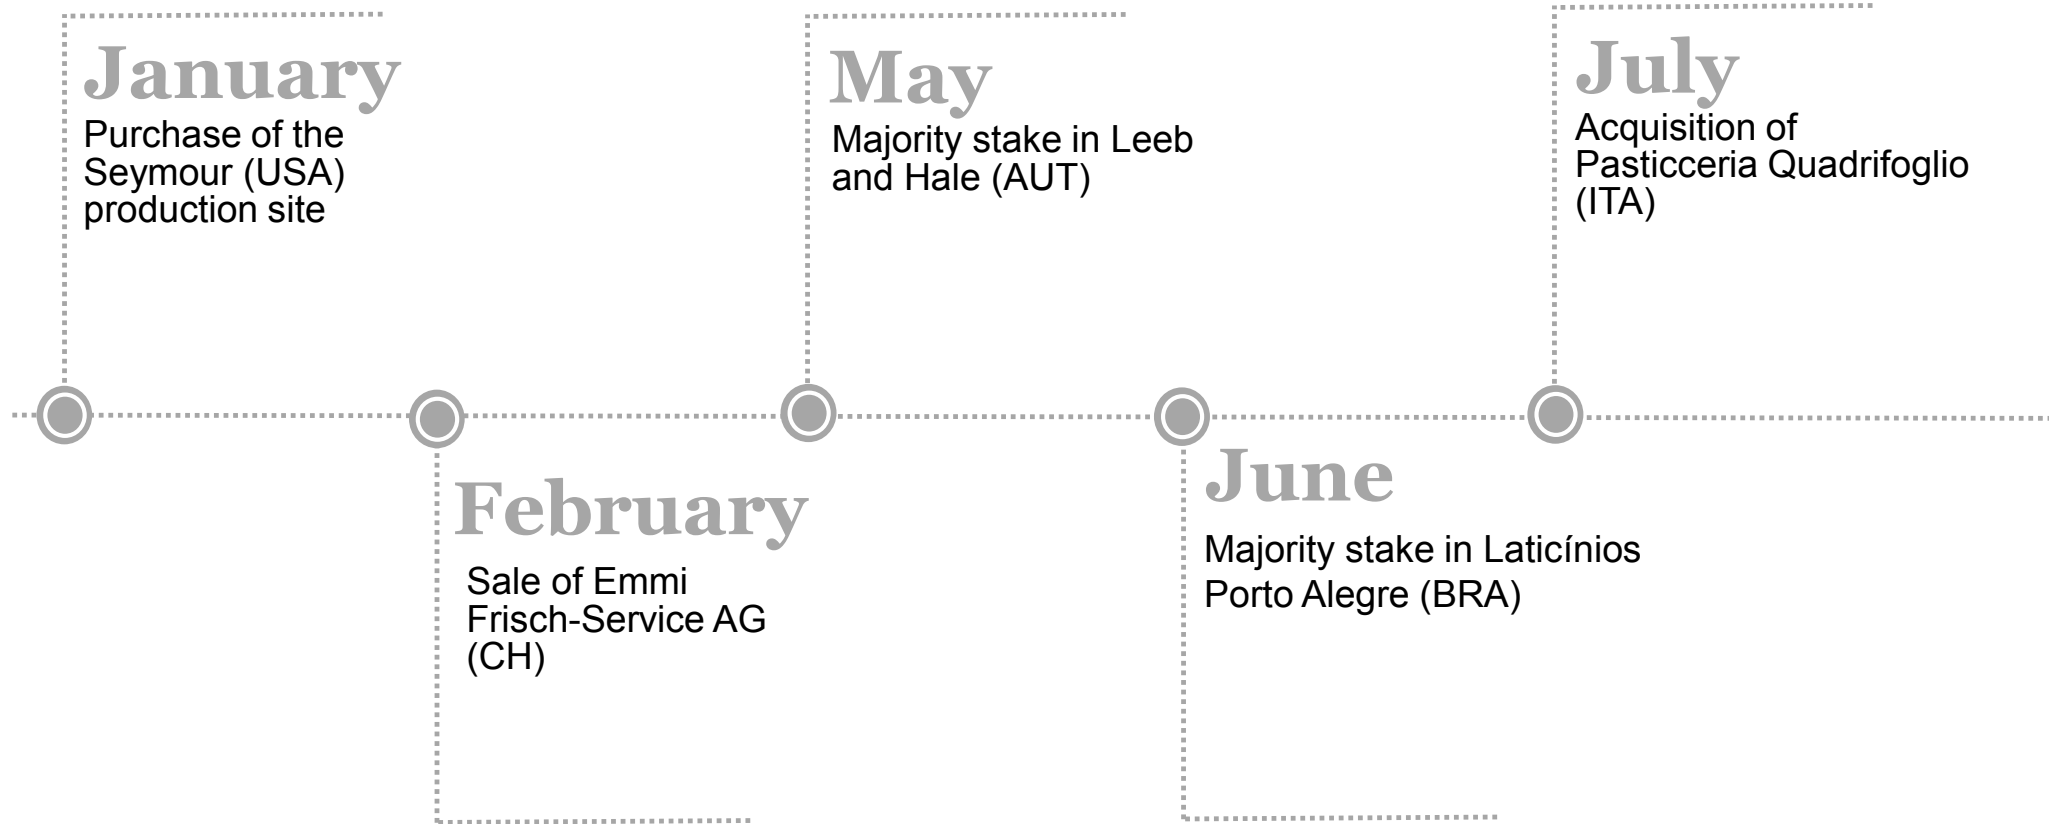 January
Purchase of the
Seymour (USA)
production site
February
Sale of Emmi
Frisch-Service AG
(CH)
May
Majority stake in Leeb
and Hale (AUT)
June
Majority stake in Laticínios
Porto Alegre (BRA)
July
Acquisition of
Pasticceria Quadrifoglio
(ITA)